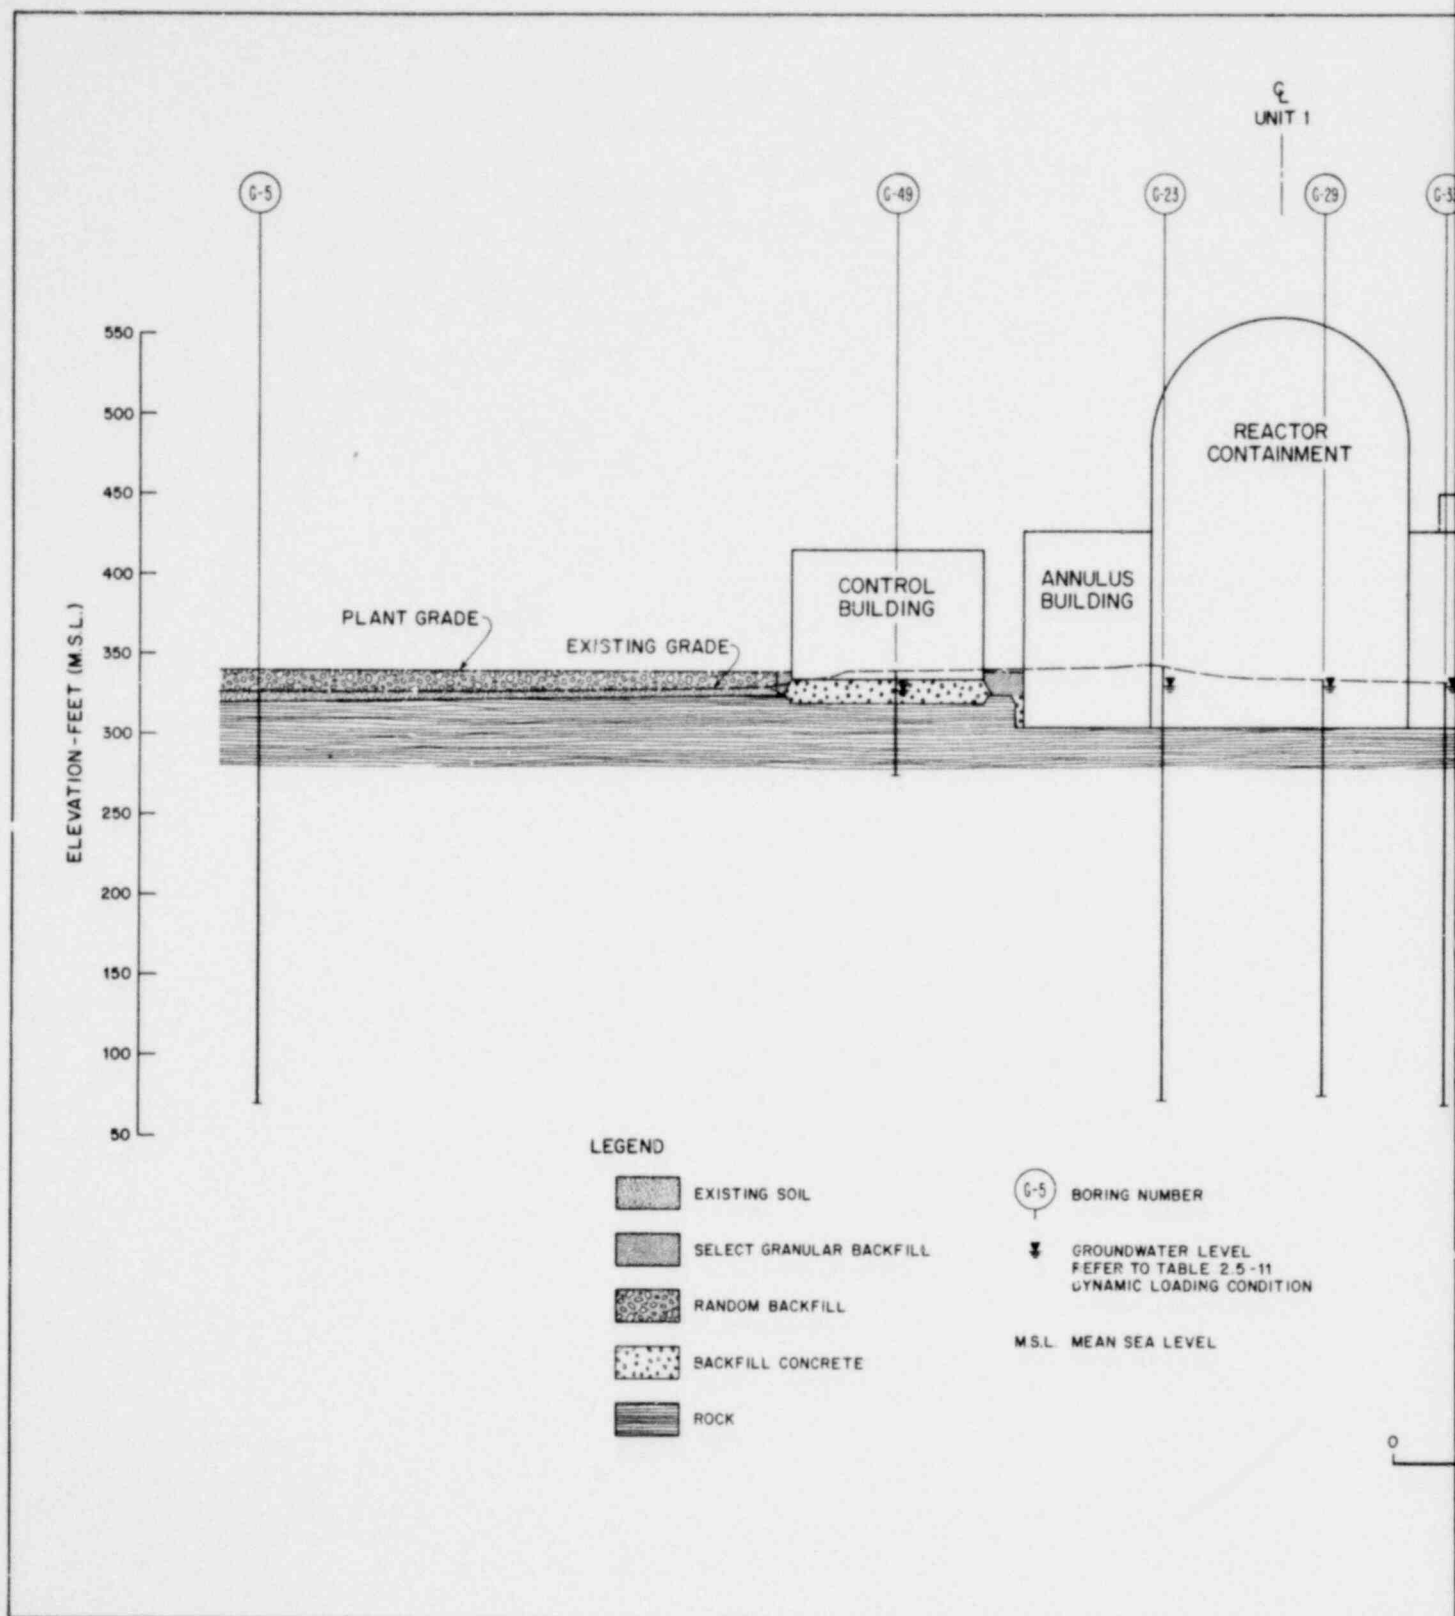 ℄
UNIT 1
G-5
G-49
G-23
G-29
550
500
450
400
350
300
250
200
150
100
50
ELEVATION-FEET (M.S.L.)
REACTOR
CONTAINMENT
CONTROL
BUILDING
ANNULUS
BUILDING
PLANT GRADE
EXISTING GRADE
LEGEND
EXISTING SOIL
SELECT GRANULAR BACKFILL
RANDOM BACKFILL
BACKFILL CONCRETE
ROCK
G-5 BORING NUMBER
GROUNDWATER LEVEL
REFER TO TABLE 2.5-11
DYNAMIC LOADING CONDITION
M.S.L. MEAN SEA LEVEL
0